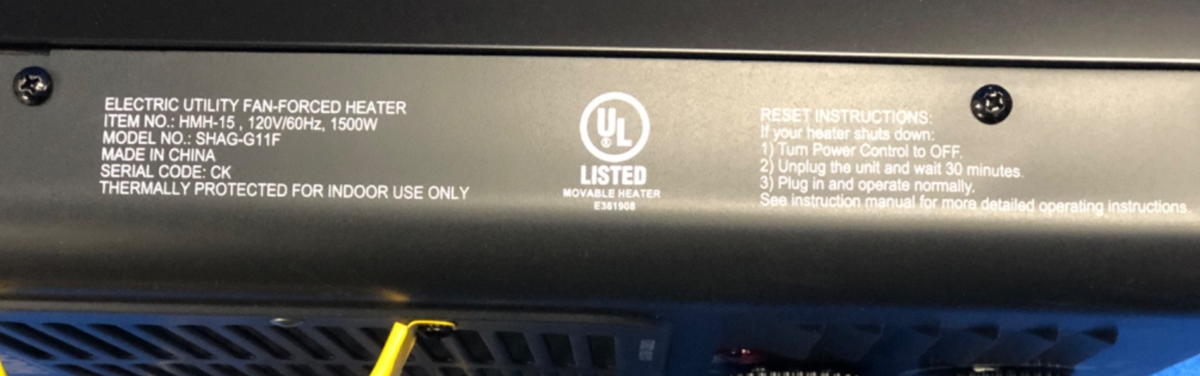 ELECTRIC UTILITY FAN-FORCED HEATER
ITEM NO.: HMH-15 , 120V/60Hz, 1500W
MODEL NO.: SHAG-G11F
MADE IN CHINA
SERIAL CODE: CK
THERMALLY PROTECTED FOR INDOOR USE ONLY
UL
LISTED
MOVABLE HEATER
E361908
RESET INSTRUCTIONS:
If your heater shuts down:
1) Turn Power Control to OFF.
2) Unplug the unit and wait 30 minutes.
3) Plug in and operate normally.
See instruction manual for more detailed operating instructions.